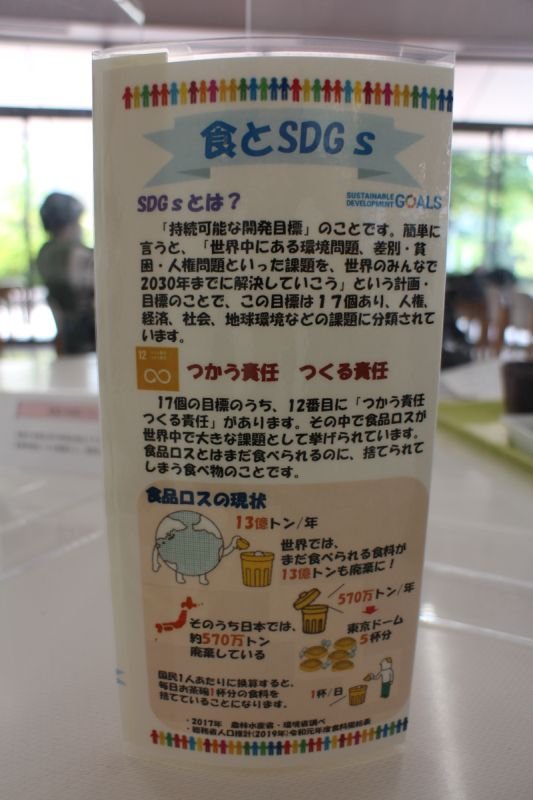 食とSDGｓ
SDGｓとは？
SUSTAINABLE
DEVELOPMENT GOALS
「持続可能な開発目標」のことです。簡単に
言うと、「世界中にある環境問題、差別・貧
困・人権問題といった課題を、世界のみんなで
2030年までに解決していこう」という計画・
目標のことで、この目標は１７個あり、人権、
経済、社会、地球環境などの課題に分類されて
います。
12
つかう責任　つくる責任
17個の目標のうち、12番目に「つかう責任
つくる責任」があります。その中で食品ロスが
世界中で大きな課題として挙げられています。
食品ロスとはまだ食べられるのに、捨てられて
しまう食べ物のことです。
食品ロスの現状
13億トン/年
世界では、
まだ食べられる食料が
13億トンも廃棄に！
570万トン/年
そのうち日本では、
約570万トン
廃棄している
東京ドーム
5杯分
国民1人あたりに換算すると、
毎日お茶碗1杯分の食料を
捨てていることになります。
1杯/日
・2017年　農林水産省・環境省調べ
・総務省人口推計(2019年)令和元年度食料需給表